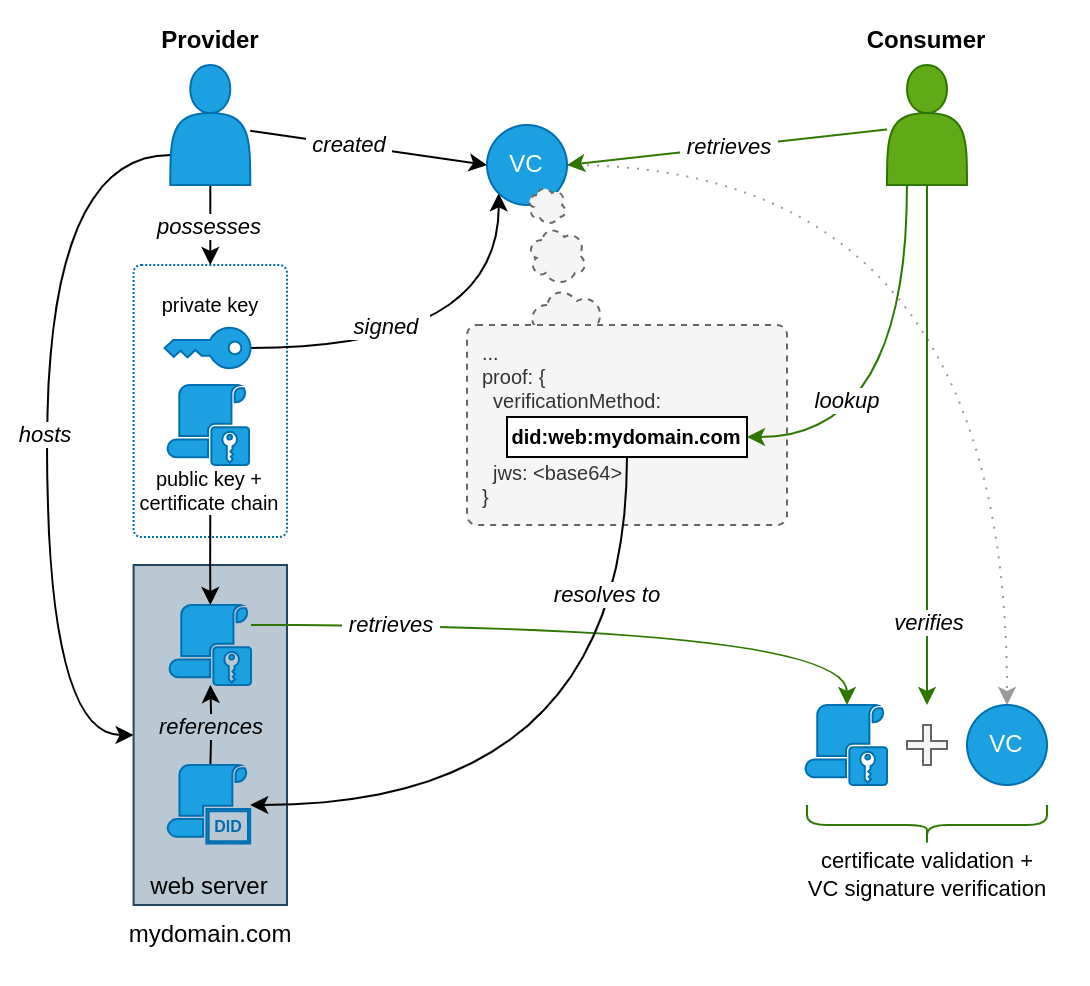 Provider
Consumer
created
VC
retrieves
possesses
private key
signed
...
proof: {
verificationMethod:
did:web:mydomain.com
jws: <base64>
}
lookup
hosts
public key +
certificate chain
resolves to
retrieves
verifies
references
VC
DID
certificate validation +
VC signature verification
web server
mydomain.com